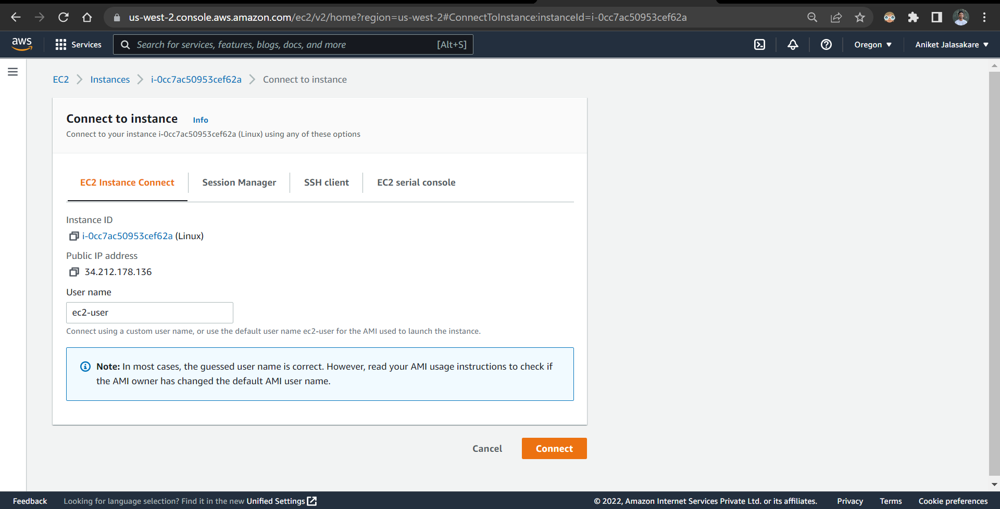 us-west-2.console.aws.amazon.com/ec2/v2/home?region=us-west-2#ConnectToInstance:instanceId=i-0cc7ac50953cef62a
aws
Services
Search for services, features, blogs, docs, and more
[Alt+S]
Oregon
Aniket Jalasakare
EC2
Instances
i-0cc7ac50953cef62a
Connect to instance
Connect to instance
Info
Connect to your instance i-0cc7ac50953cef62a (Linux) using any of these options
EC2 Instance Connect
Session Manager
SSH client
EC2 serial console
Instance ID
i-0cc7ac50953cef62a (Linux)
Public IP address
34.212.178.136
User name
ec2-user
Connect using a custom user name, or use the default user name ec2-user for the AMI used to launch the instance.
Note: In most cases, the guessed user name is correct. However, read your AMI usage instructions to check if
the AMI owner has changed the default AMI user name.
Cancel
Connect
Feedback
Looking for language selection? Find it in the new Unified Settings
© 2022, Amazon Internet Services Private Ltd. or its affiliates.
Privacy
Terms
Cookie preferences